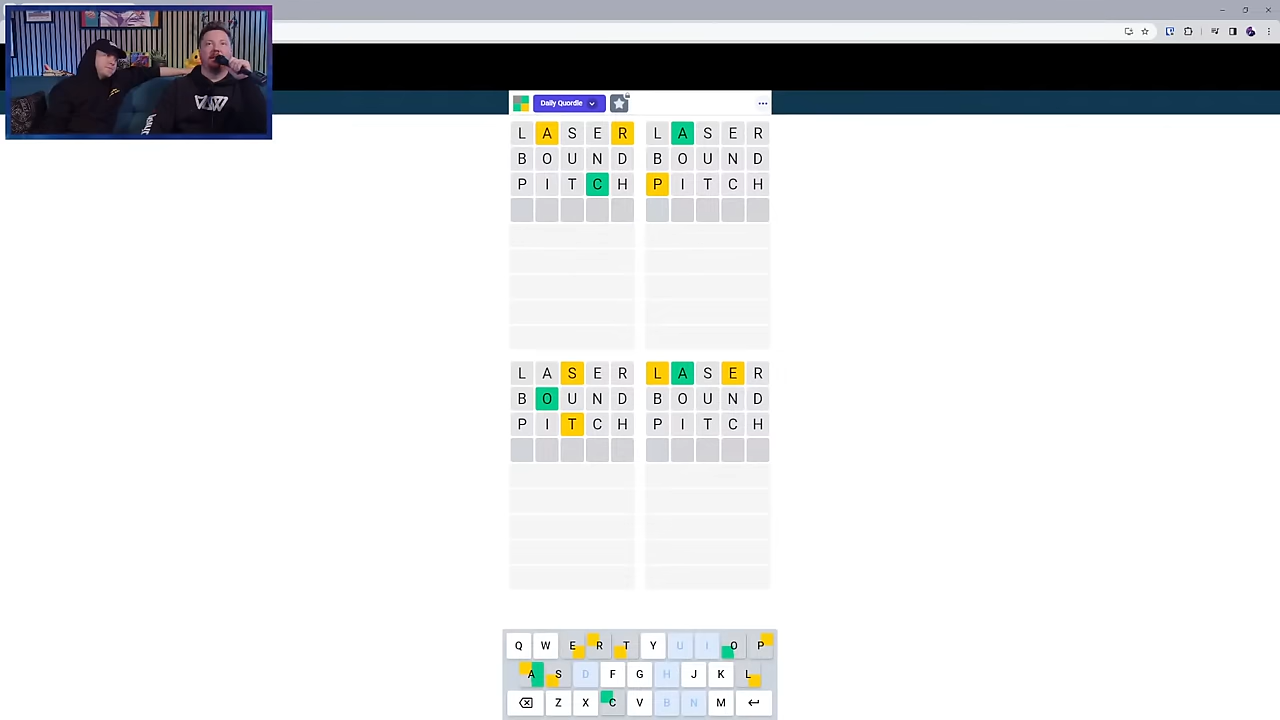 Daily Quordle
L A S E R L A S E R
B O U N D B O U N D
P I T C H P I T C H
L A S E R L A S E R
B O U N D B O U N D
P I T C H P I T C H
Q W E R T Y U I O P
A S D F G H J K L
Z X C V B N M